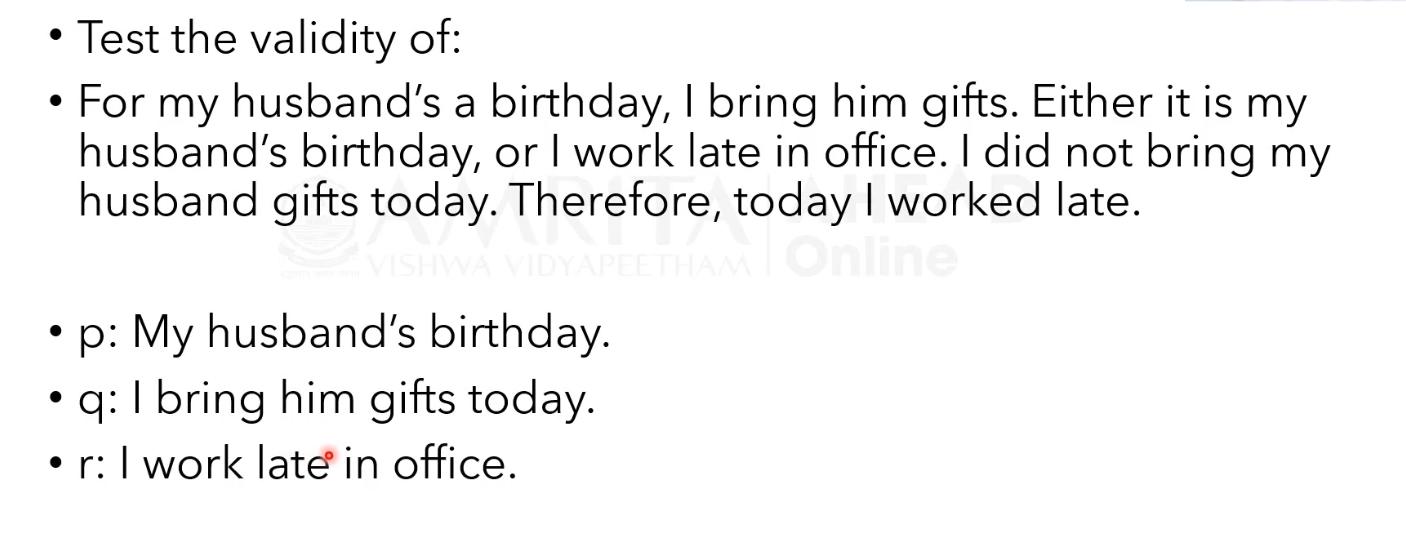 • Test the validity of:
• For my husband’s a birthday, I bring him gifts. Either it is my
husband’s birthday, or I work late in office. I did not bring my
husband gifts today. Therefore, today I worked late.
AMRITA AHEAD
VISHWA VIDYAPEETHAM Online
• p: My husband’s birthday.
• q: I bring him gifts today.
• r: I work late in office.